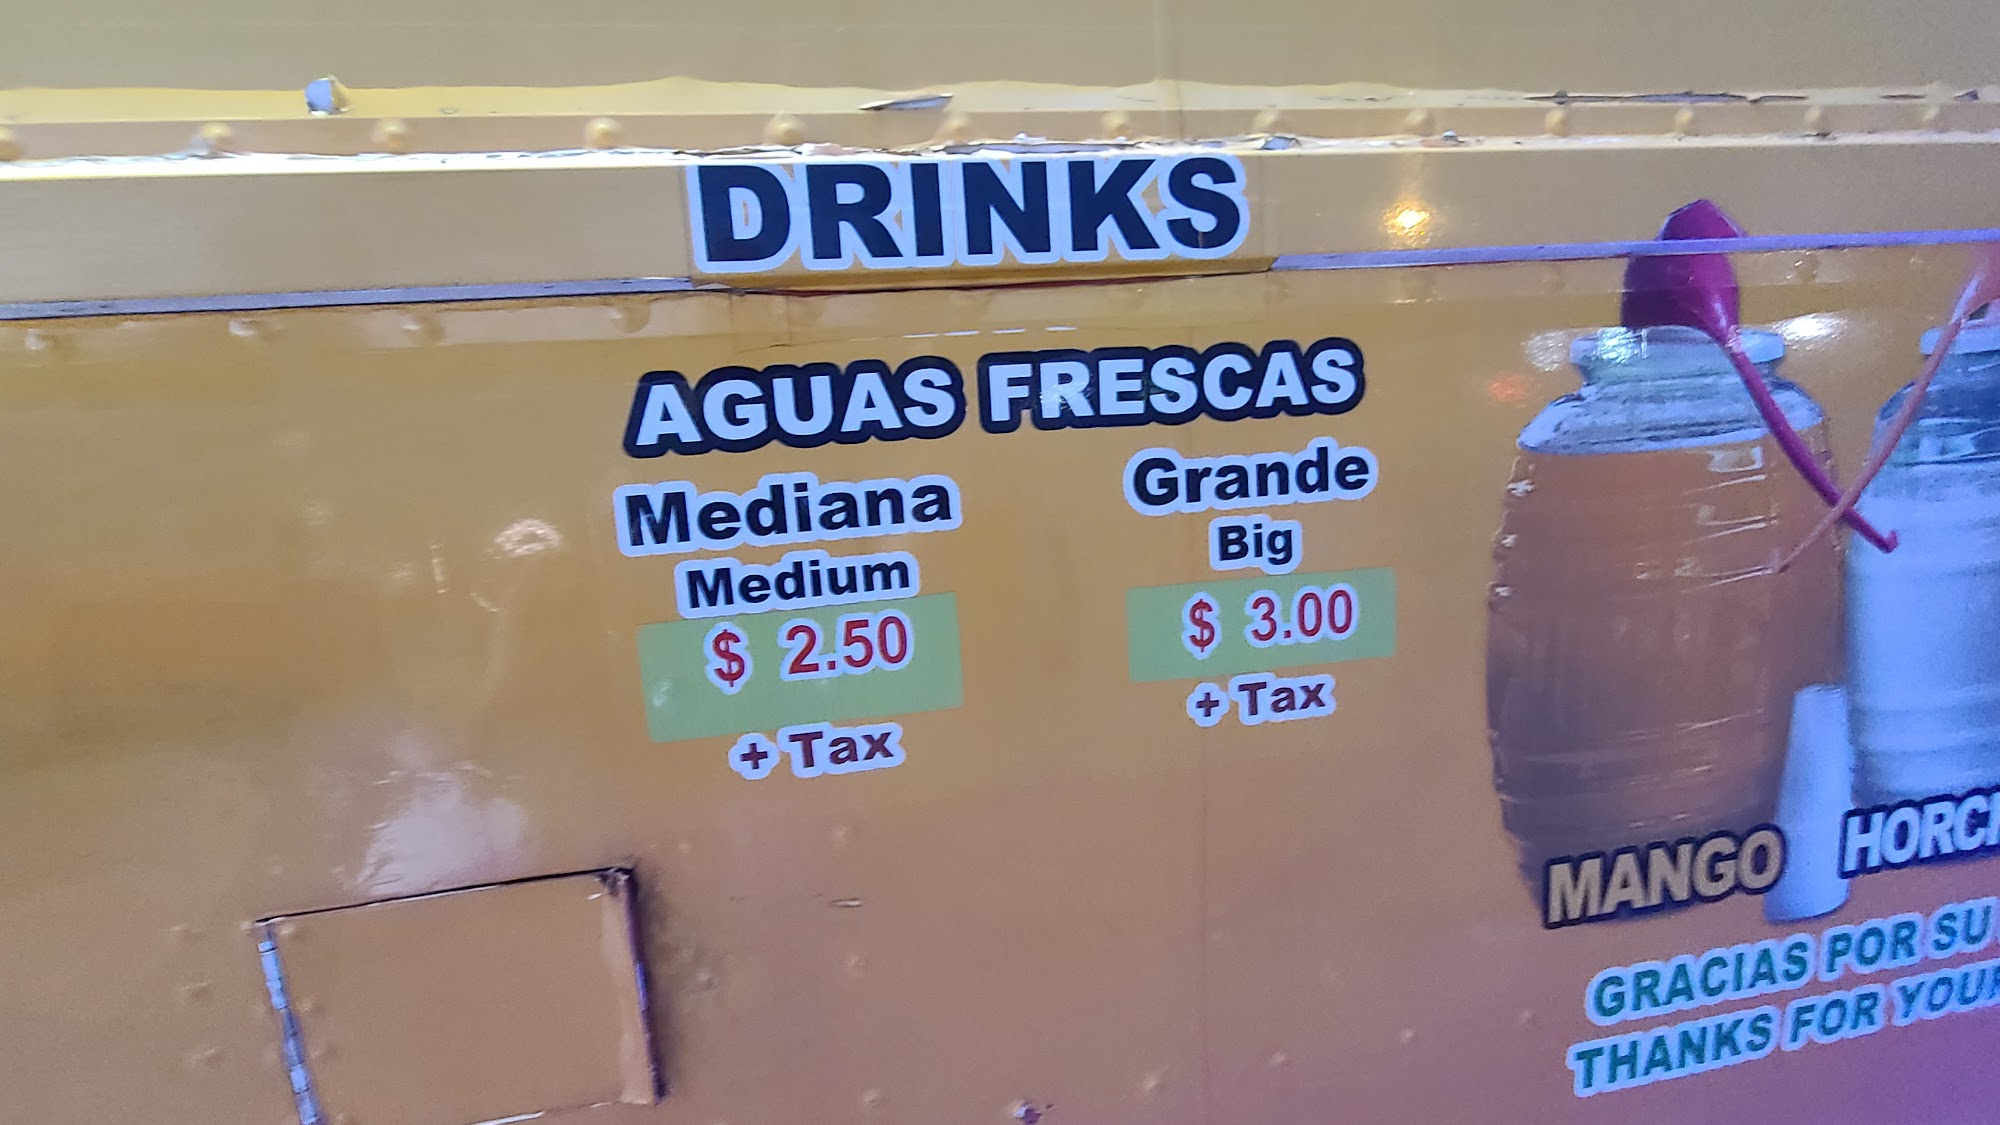 DRINKS
AGUAS FRESCAS
Mediana
Medium
$ 2.50
+ Tax
Grande
Big
$ 3.00
+ Tax
MANGO
GRACIAS POR SU
THANKS FOR